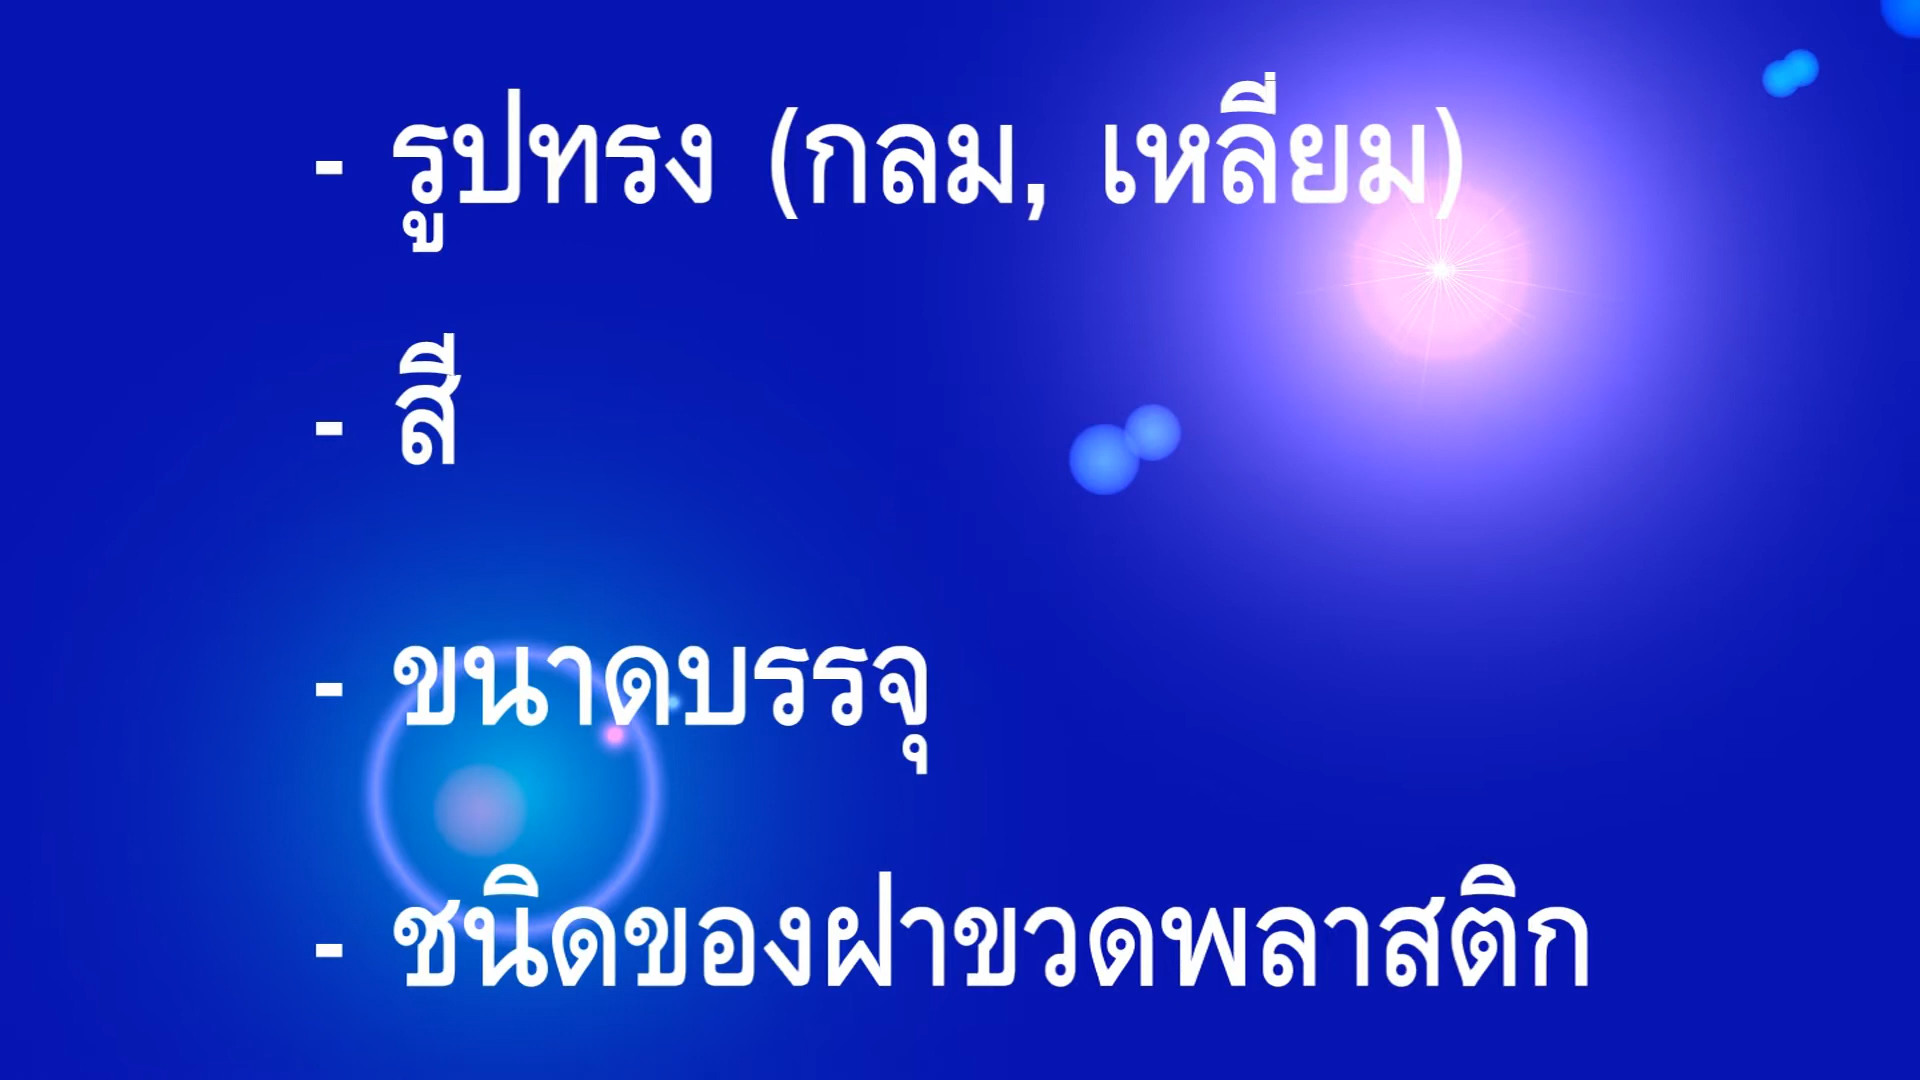 - รูปทรง (กลม, เหลี่ยม)
- สี
- ขนาดบรรจุ
- ชนิดของฝาขวดพลาสติก